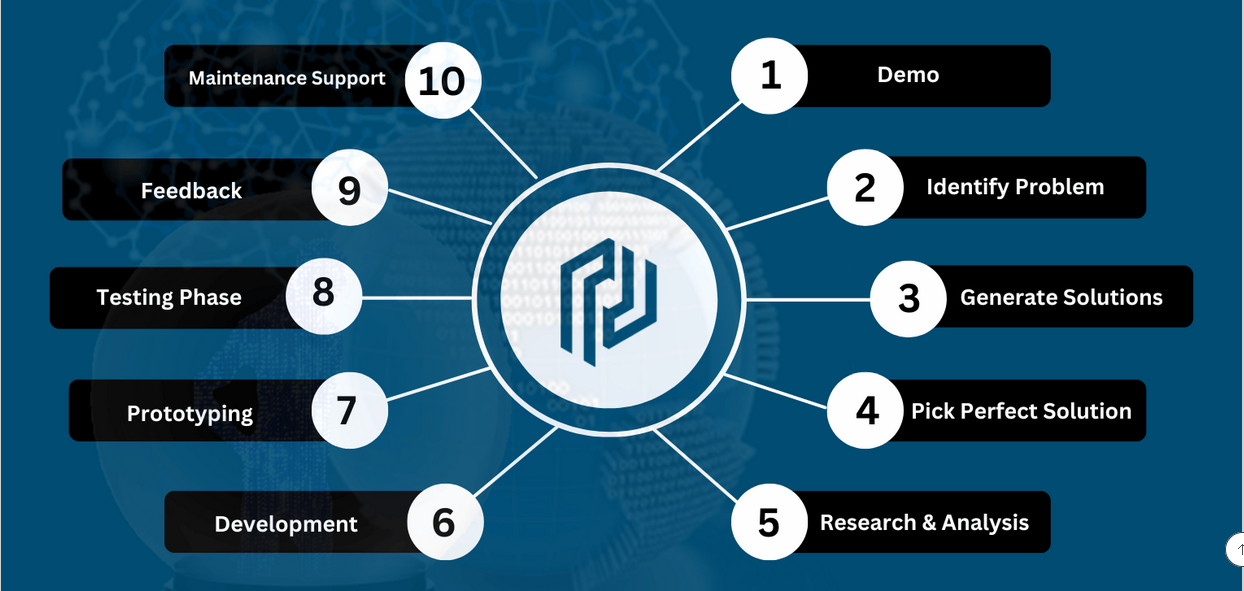 1
Demo
2
Identify Problem
3
Generate Solutions
4
Pick Perfect Solution
5
Research & Analysis
6
Development
7
Prototyping
8
Testing Phase
9
Feedback
10
Maintenance Support